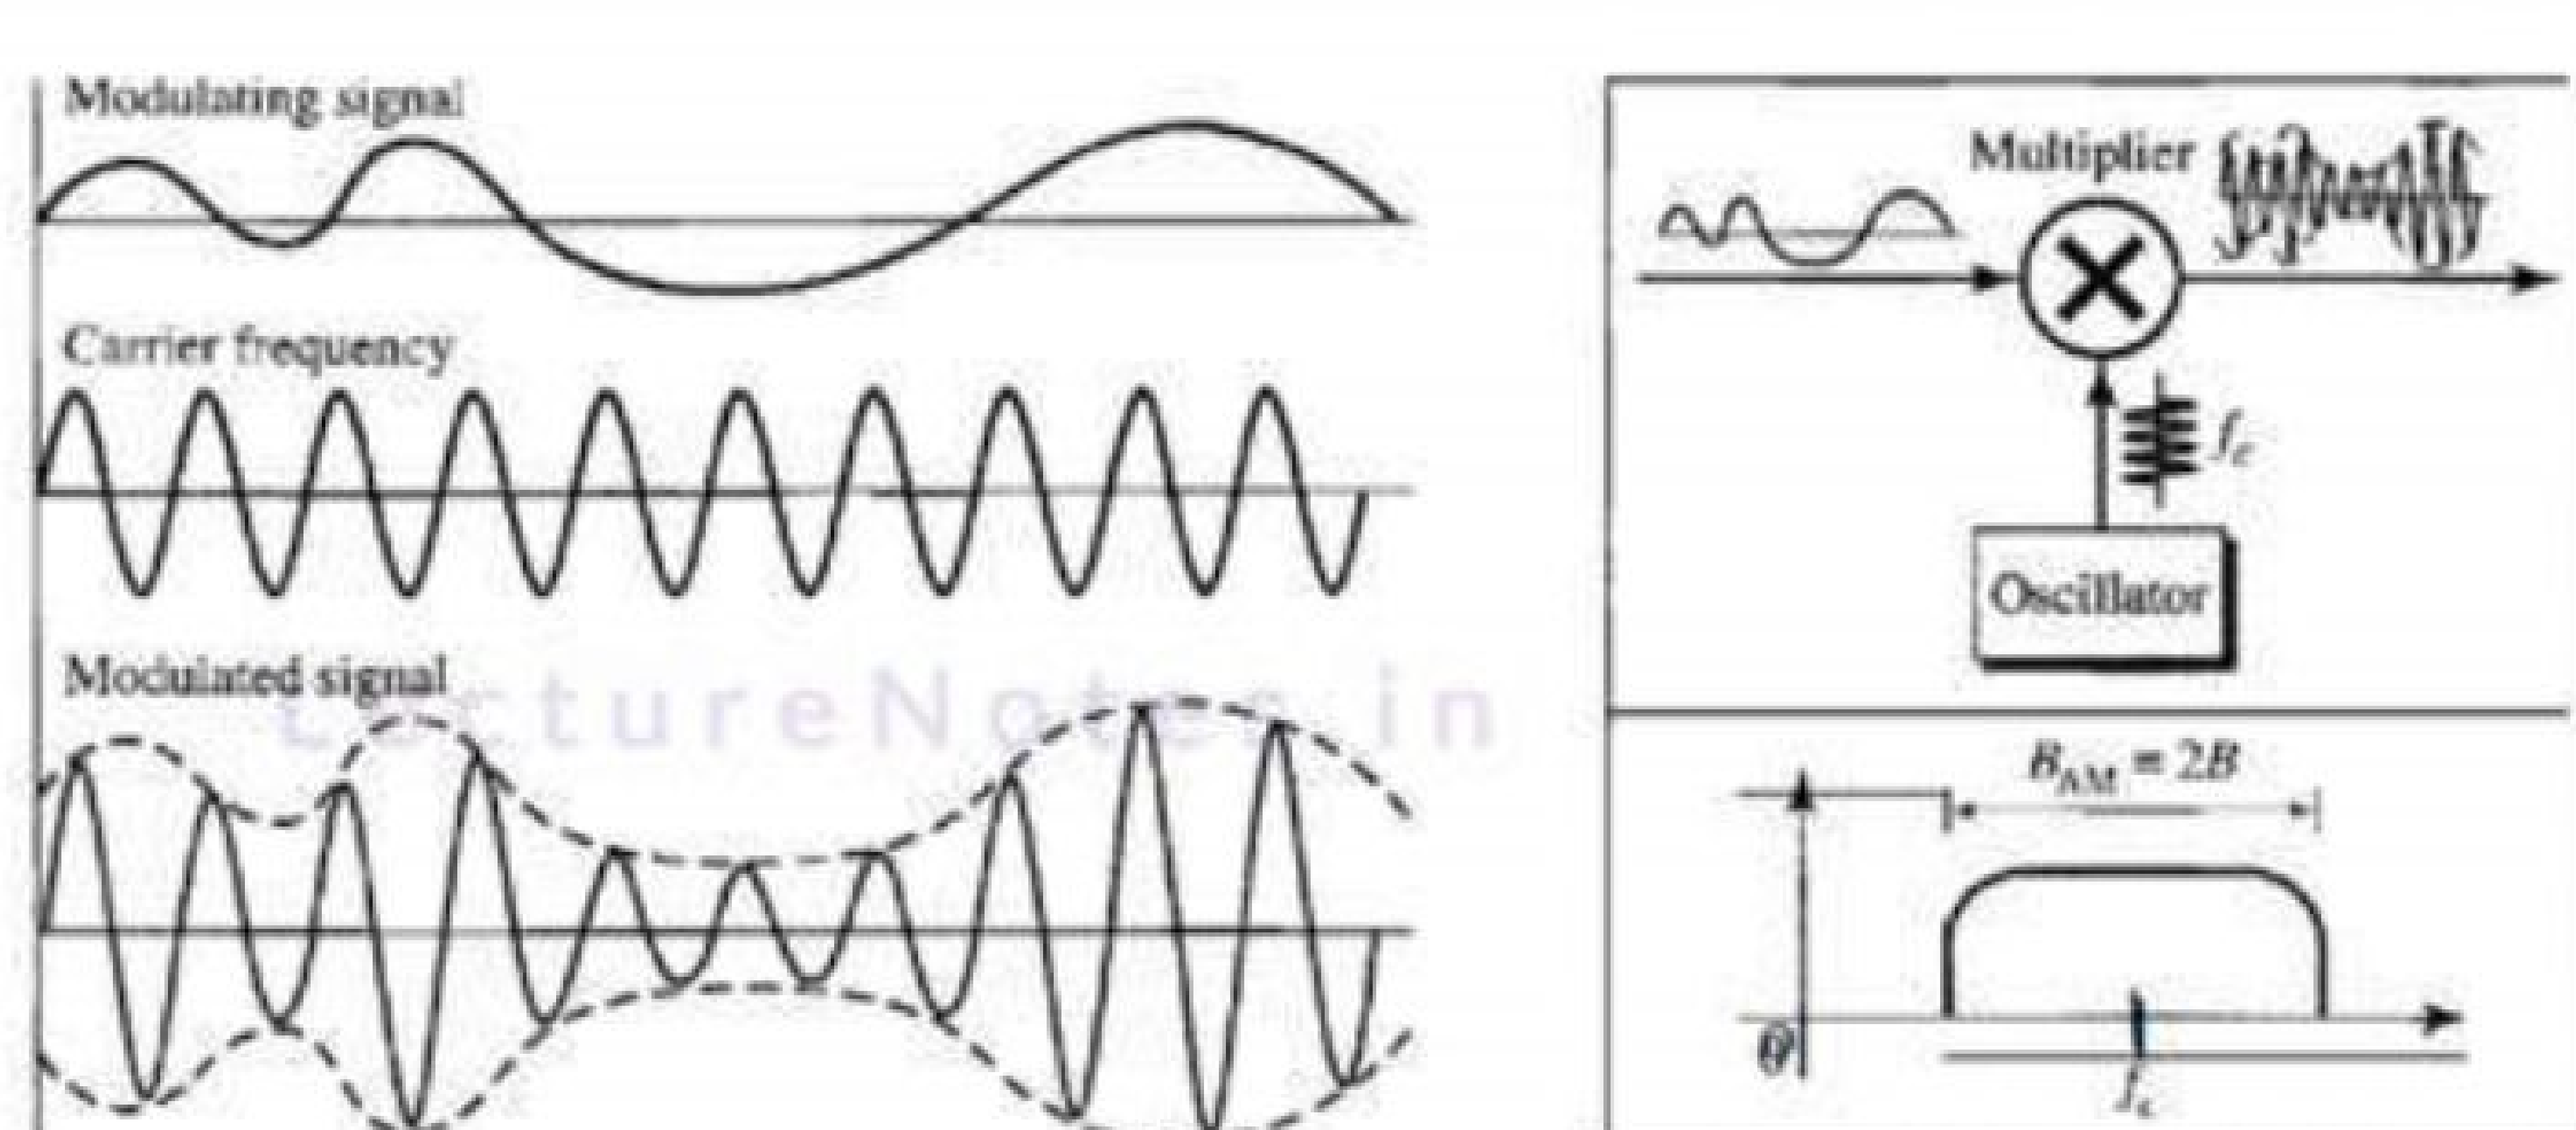 Modulating signal
Carrier frequency
Modulated signal
LectureNotes.in
Multiplier
fc
Oscillator
BAM = 2B
0
fc